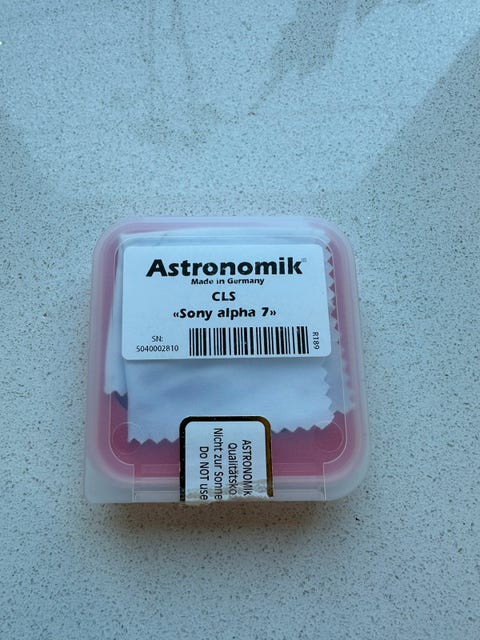 Astronomik®
Made in Germany
CLS
«Sony alpha 7»
SN:
5040002810
R189
ASTRONOMIK
Qualitätsko
Nicht zur Sonne
Do NOT use